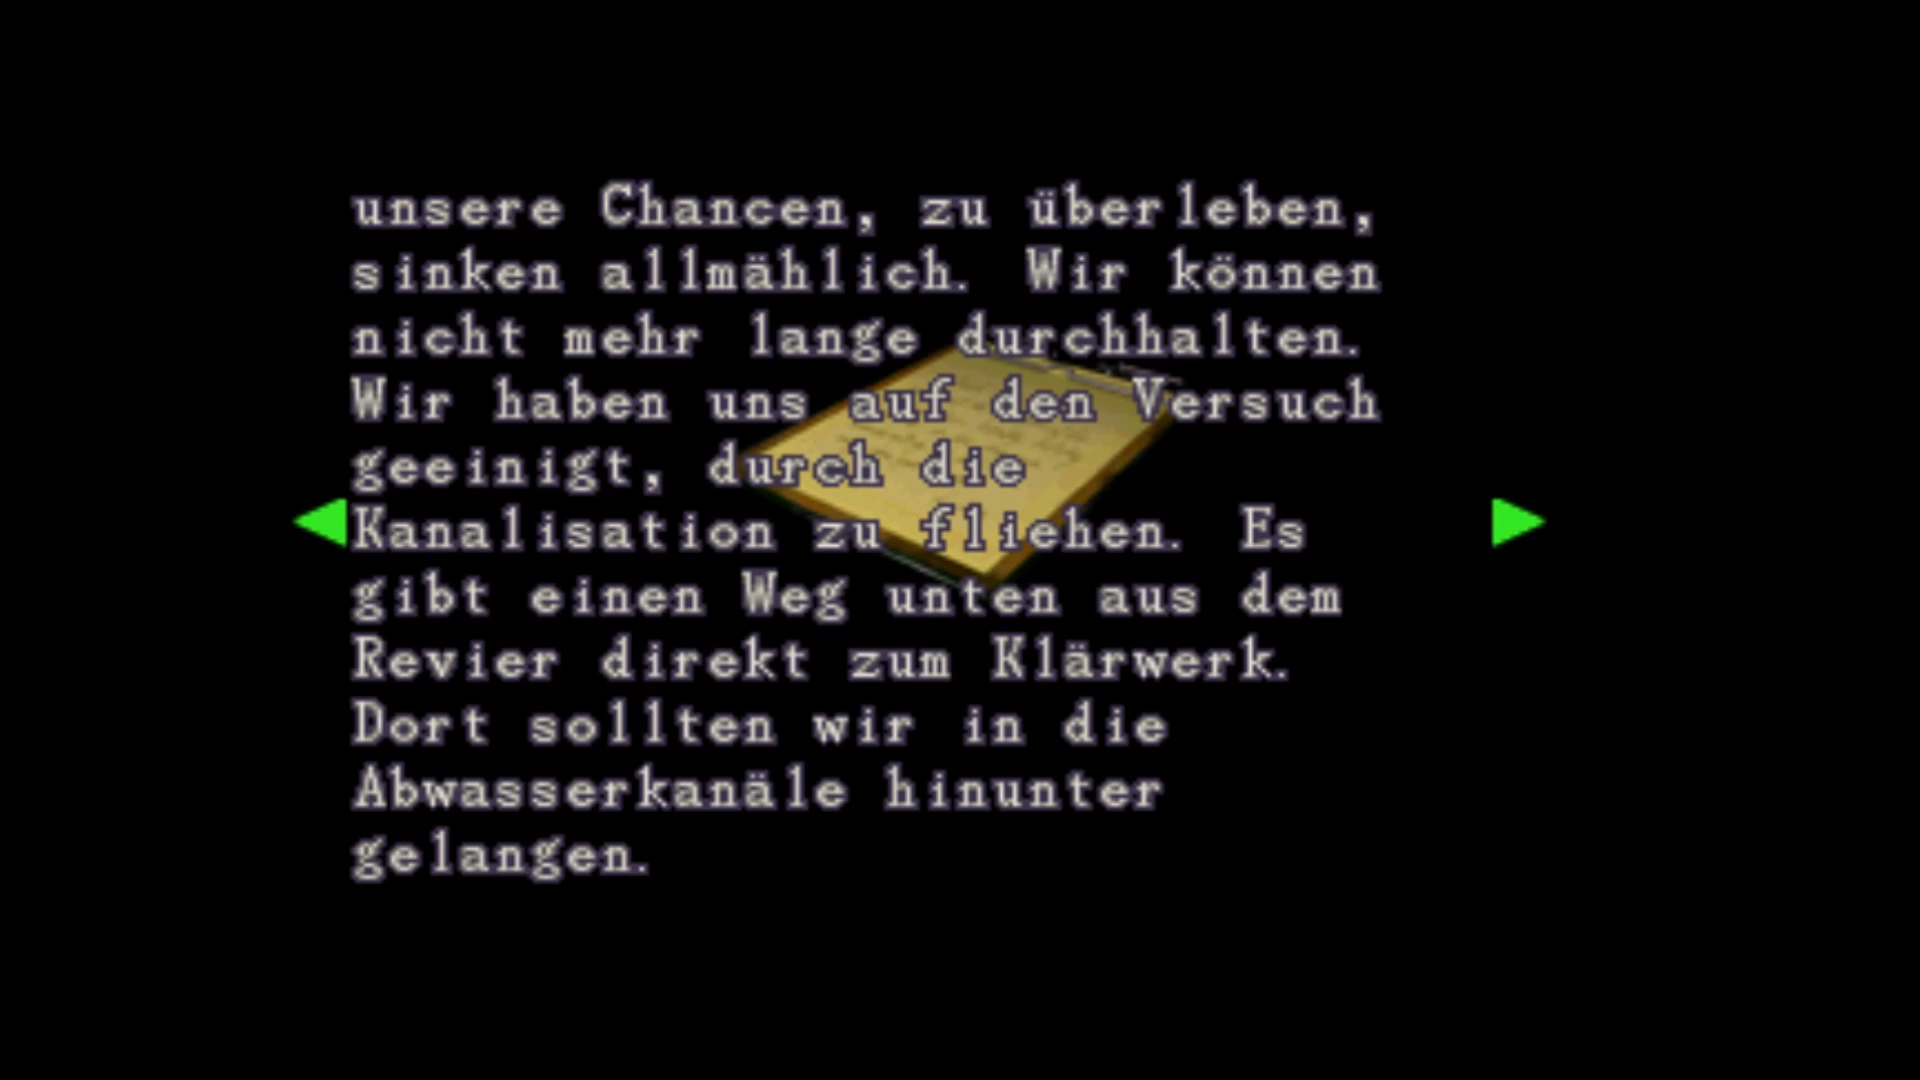 unsere Chancen, zu überleben,
sinken allmählich. Wir können
nicht mehr lange durchhalten.
Wir haben uns auf den Versuch
geeinigt, durch die
Kanalisation zu fliehen. Es
gibt einen Weg unten aus dem
Revier direkt zum Klärwerk.
Dort sollten wir in die
Abwasserkanäle hinunter
gelangen.